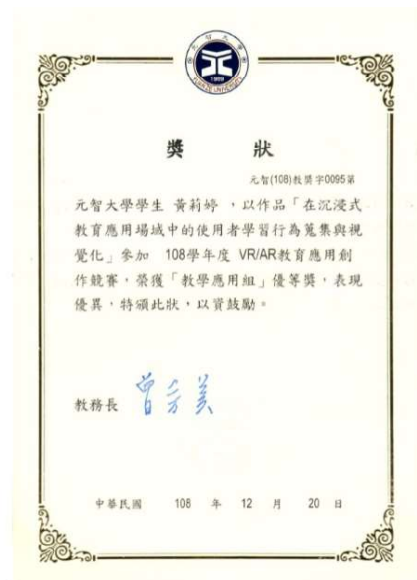 獎 狀
元智(108)教獎字0095第
元智大學學生 黃莉婷 ,以作品「在沉浸式
教育應用場域中的使用者學習行為蒐集與視
覺化」參加 108學年度 VR/AR教育應用創
作競賽,榮獲「教學應用組」優等獎,表現
優異,特頒此狀,以資鼓勵。
教務長
中華民國 108 年 12 月 20 日